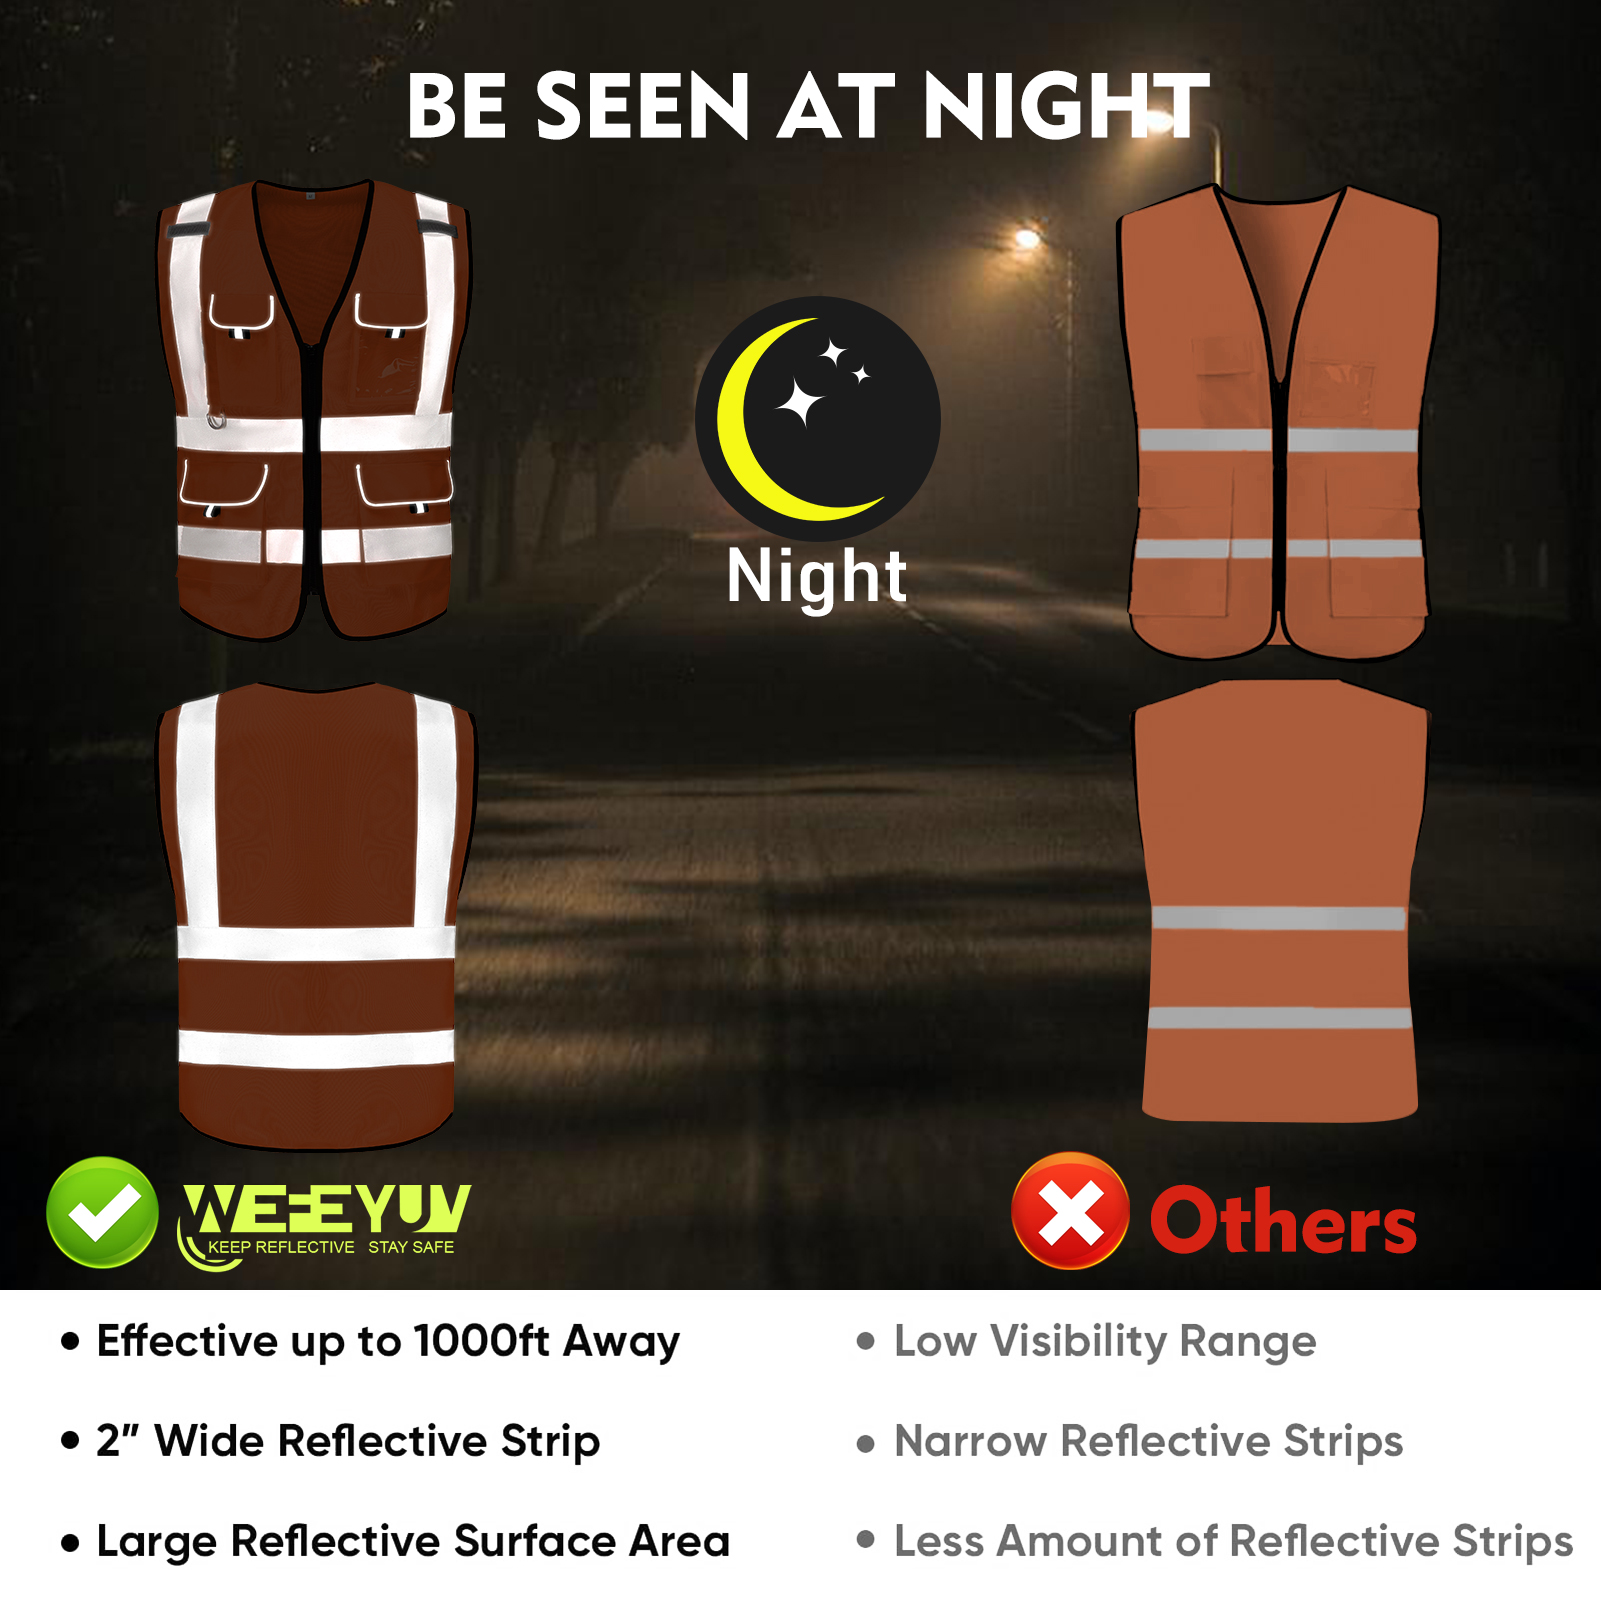 BE SEEN AT NIGHT
Night
WEFEYUV
KEEP REFLECTIVE STAY SAFE
Others
• Effective up to 1000ft Away
• Low Visibility Range
• 2” Wide Reflective Strip
• Narrow Reflective Strips
• Large Reflective Surface Area
• Less Amount of Reflective Strips